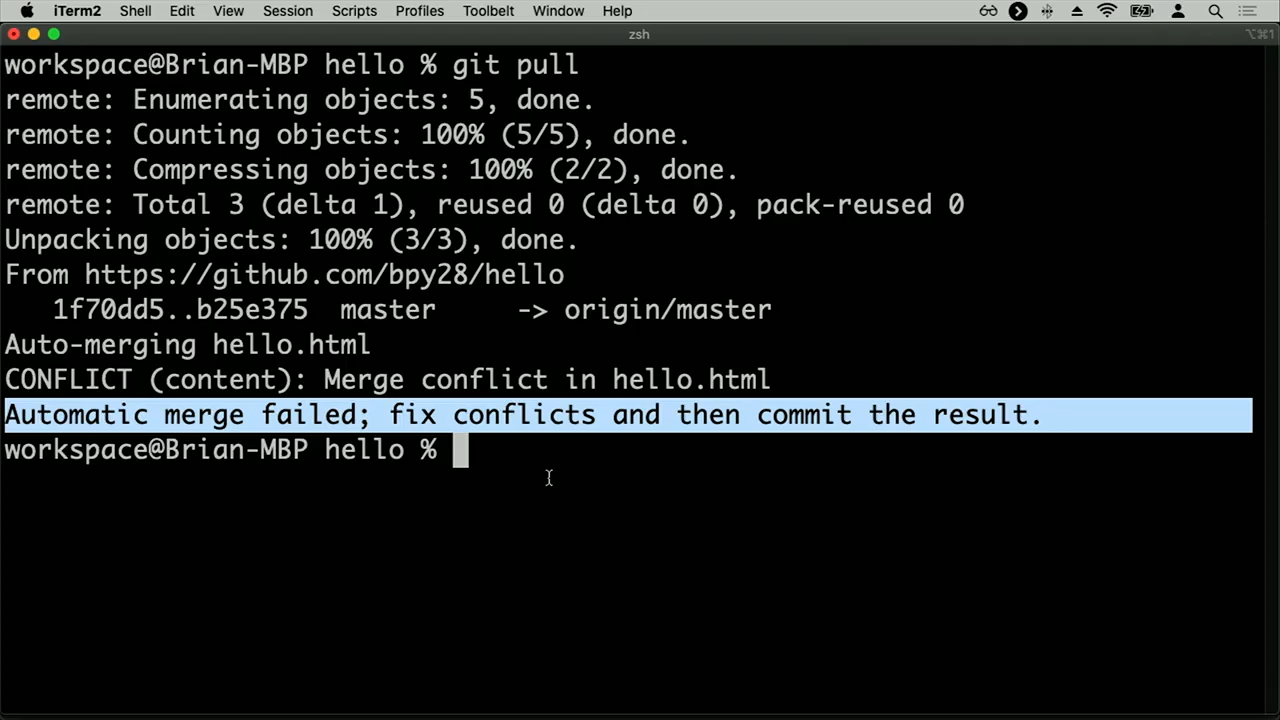 iTerm2 Shell Edit View Session Scripts Profiles Toolbelt Window Help
zsh
⌥⌘1
workspace@Brian-MBP hello % git pull
remote: Enumerating objects: 5, done.
remote: Counting objects: 100% (5/5), done.
remote: Compressing objects: 100% (2/2), done.
remote: Total 3 (delta 1), reused 0 (delta 0), pack-reused 0
Unpacking objects: 100% (3/3), done.
From https://github.com/bpy28/hello
   1f70dd5..b25e375  master     -> origin/master
Auto-merging hello.html
CONFLICT (content): Merge conflict in hello.html
Automatic merge failed; fix conflicts and then commit the result.
workspace@Brian-MBP hello %